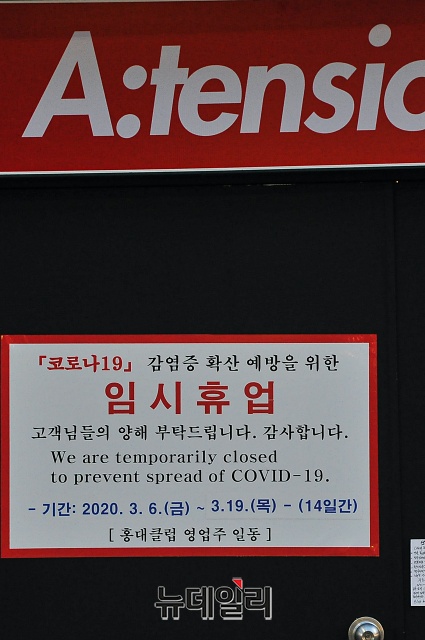 A:tensio
「코로나19」 감염증 확산 예방을 위한
임시휴업
고객님들의 양해 부탁드립니다. 감사합니다.
We are temporarily closed
to prevent spread of COVID-19.
- 기간: 2020. 3. 6.(금) ~ 3.19.(목) - (14일간)
[ 홍대클럽 영업주 일동 ]
뉴데일리